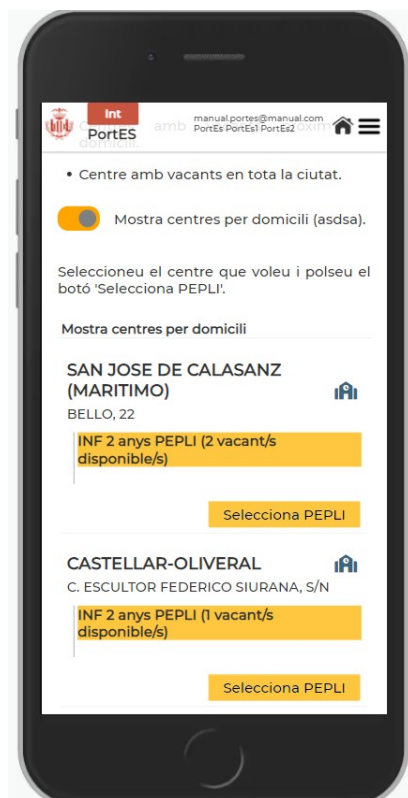 Int
PortES
manual.portes@manual.com
PortEs PortEs1 PortEs2
amb
domicili.
• Centre amb vacants en tota la ciutat.
Mostra centres per domicili (asdsa).
Seleccioneu el centre que voleu i polseu el
botó 'Selecciona PEPLI'.
Mostra centres per domicili
SAN JOSE DE CALASANZ
(MARITIMO)
BELLO, 22
INF 2 anys PEPLI (2 vacant/s
disponible/s)
Selecciona PEPLI
CASTELLAR-OLIVERAL
C. ESCULTOR FEDERICO SIURANA, S/N
INF 2 anys PEPLI (1 vacant/s
disponible/s)
Selecciona PEPLI